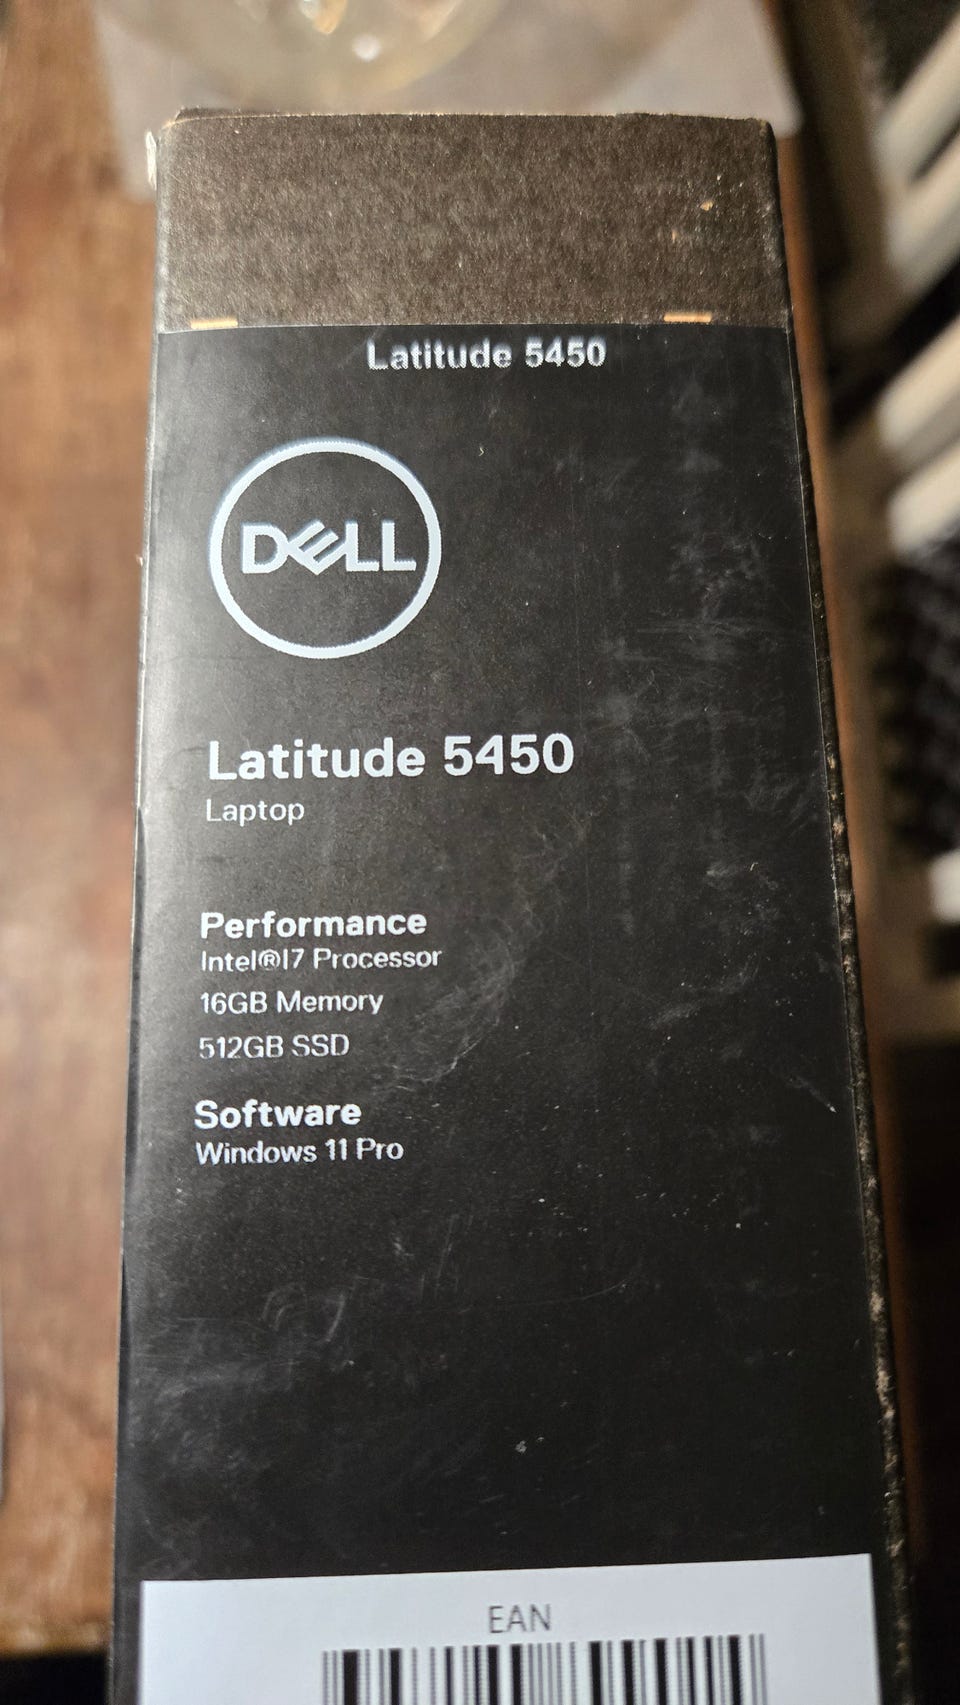 Latitude 5450
DELL
Latitude 5450
Laptop
Performance
Intel®I7 Processor
16GB Memory
512GB SSD
Software
Windows 11 Pro
EAN